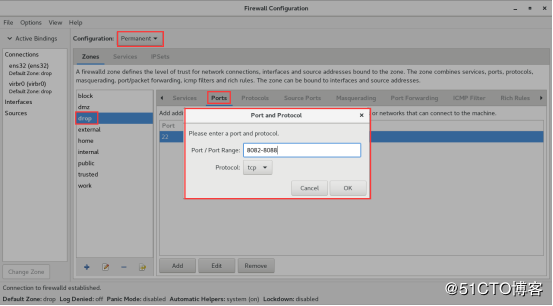 Firewall Configuration
File Options View Help
Active Bindings
Configuration: Permanent
Connections
ens32 (ens32)
Default Zone: drop
virbr0 (virbr0)
Default Zone: drop
Interfaces
Sources
Zones Services IPSets
A firewalld zone defines the level of trust for network connections, interfaces and source addresses bound to the zone. The zone combines services, ports, protocols,
masquerading, port/packet forwarding, icmp filters and rich rules. The zone can be bound to interfaces and source addresses.
block
dmz
drop
external
home
internal
public
trusted
work
Services Ports Protocols Source Ports Masquerading Port Forwarding ICMP Filter Rich Rules
Add addi
or networks that can connect to the machine.
Port
22
Port and Protocol
Please enter a port and protocol.
Port / Port Range: 8082-8088
Protocol: tcp
Cancel OK
Add Edit Remove
Change Zone
Connection to firewalld established.
Default Zone: drop Log Denied: off Panic Mode: disabled Automatic Helpers: system (on) Lockdown: disabled
@51CTO博客